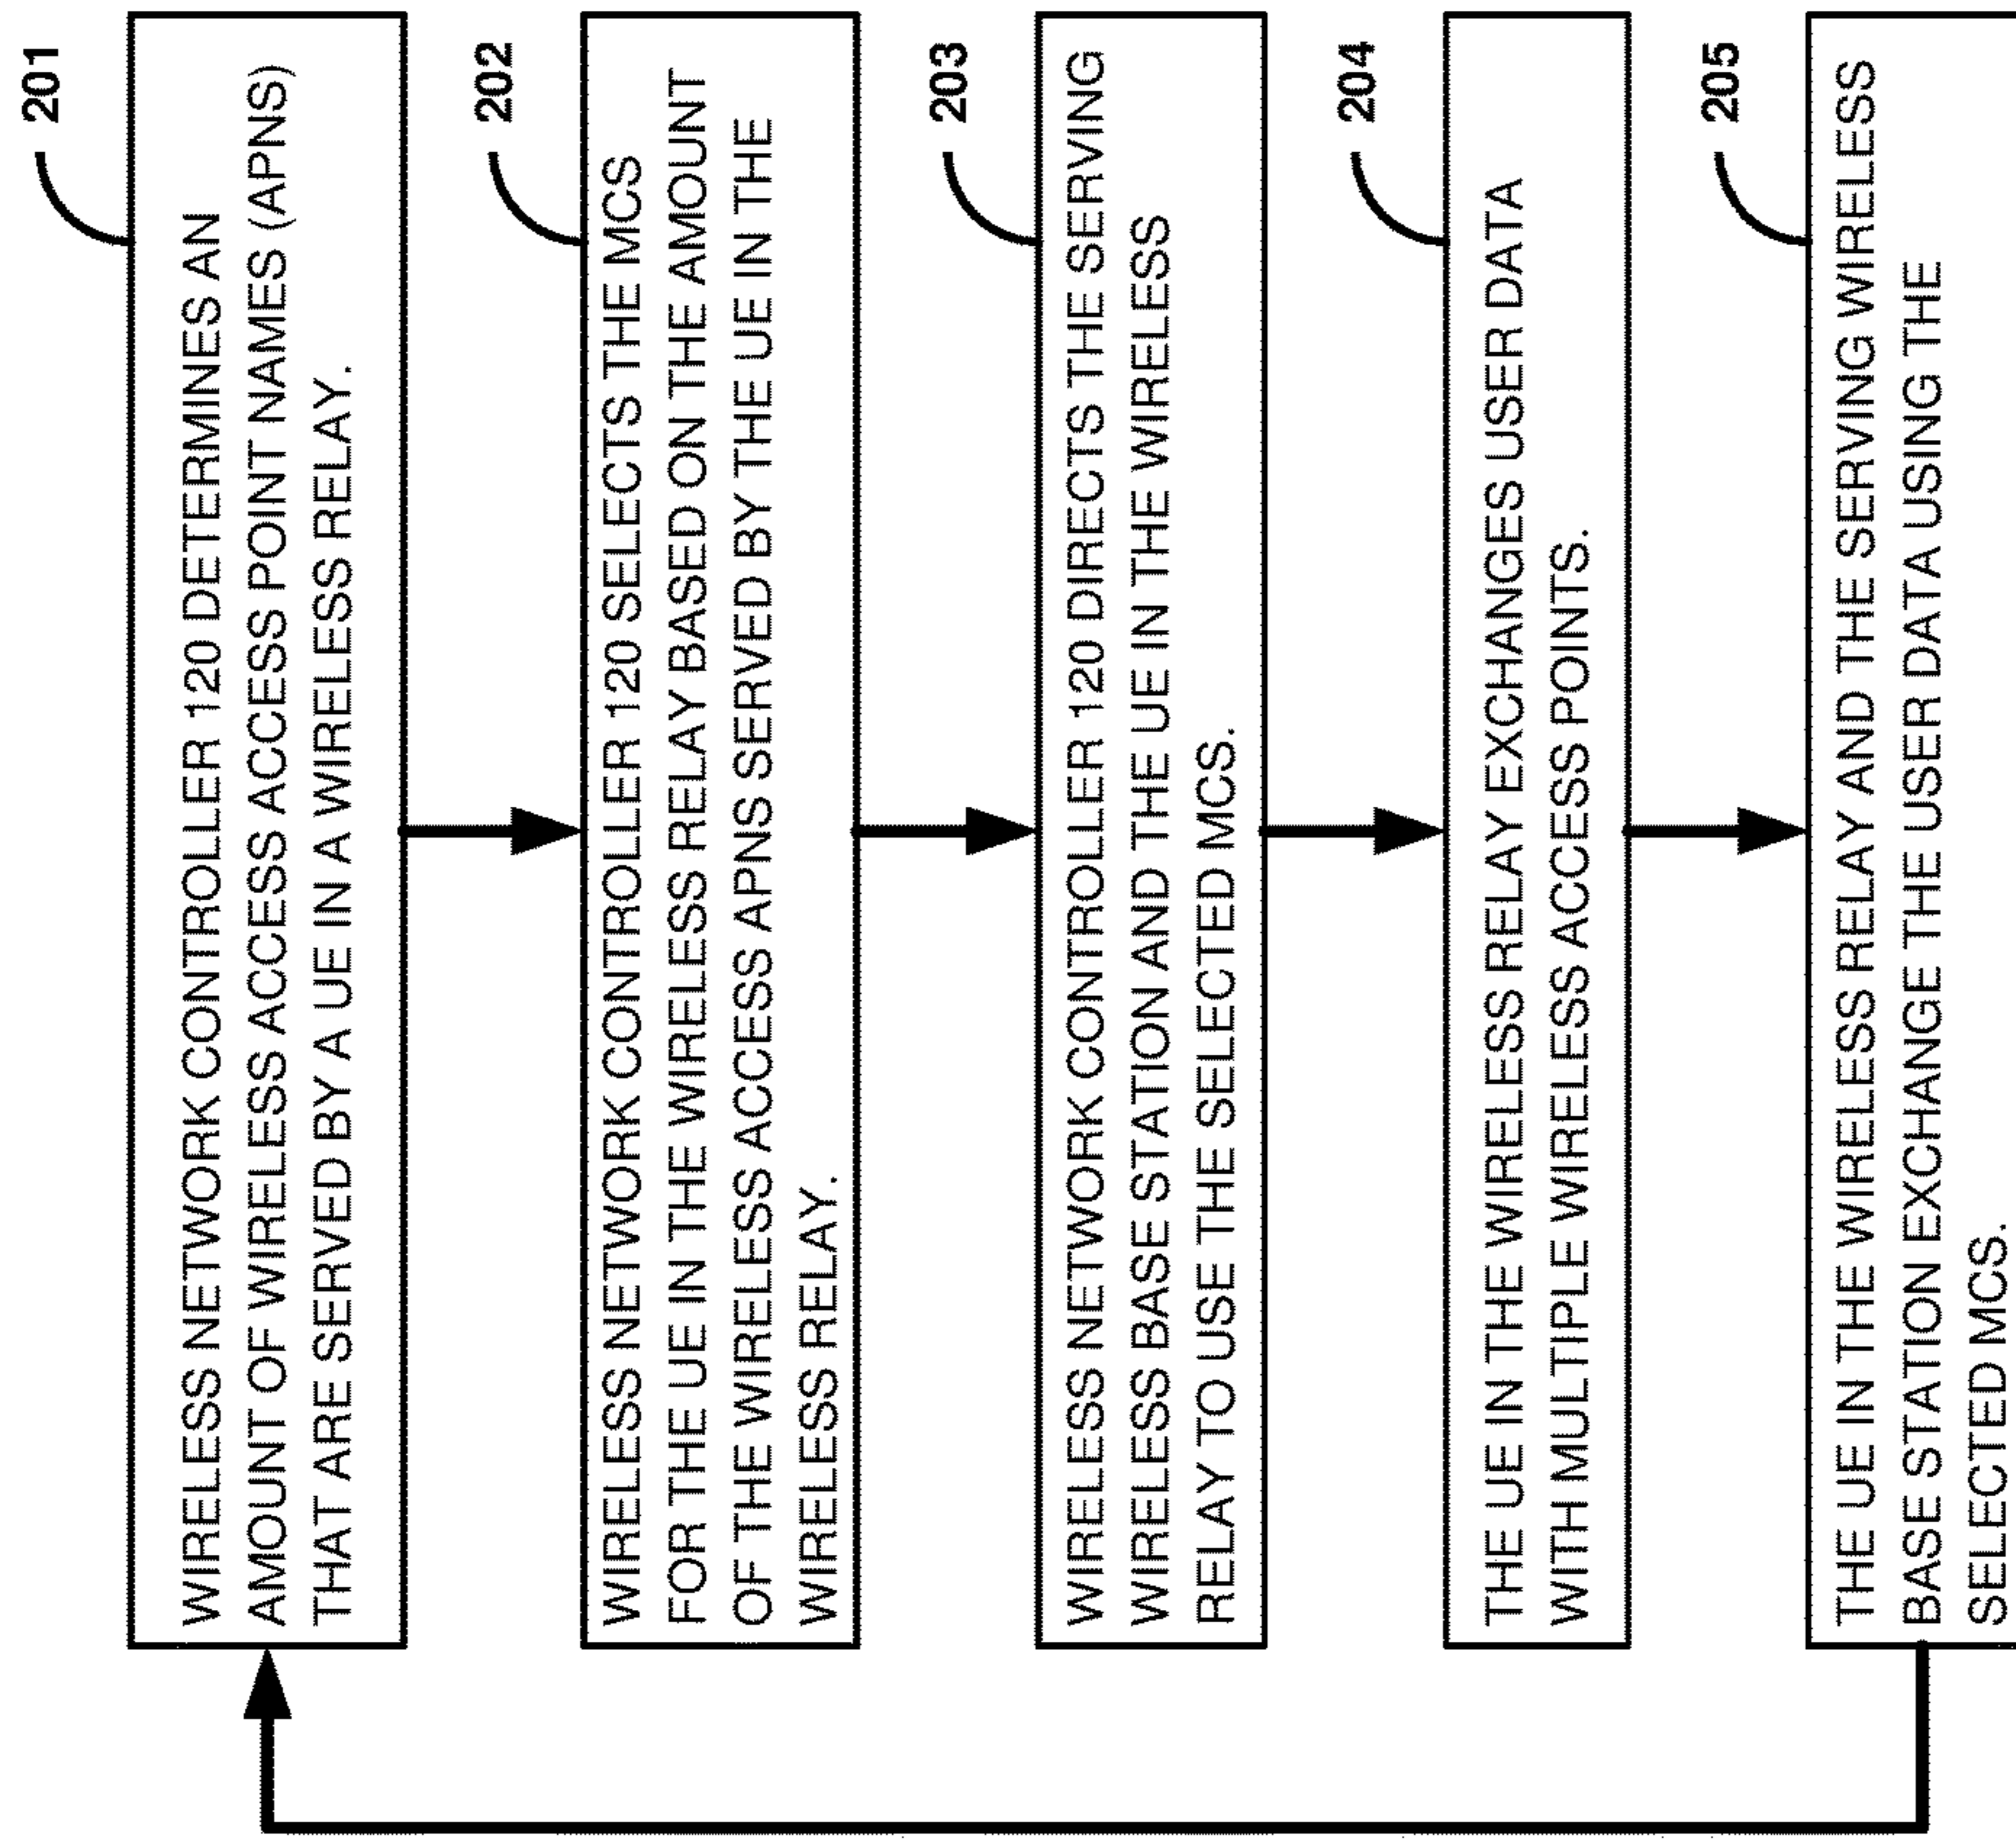 201
WIRELESS NETWORK CONTROLLER 120 DETERMINES AN
AMOUNT OF WIRELESS ACCESS ACCESS POINT NAMES (APNS)
THAT ARE SERVED BY A UE IN A WIRELESS RELAY.
202
WIRELESS NETWORK CONTROLLER 120 SELECTS THE MCS
FOR THE UE IN THE WIRELESS RELAY BASED ON THE AMOUNT
OF THE WIRELESS ACCESS APNS SERVED BY THE UE IN THE
WIRELESS RELAY.
203
WIRELESS NETWORK CONTROLLER 120 DIRECTS THE SERVING
WIRELESS BASE STATION AND THE UE IN THE WIRELESS
RELAY TO USE THE SELECTED MCS.
204
THE UE IN THE WIRELESS RELAY EXCHANGES USER DATA
WITH MULTIPLE WIRELESS ACCESS POINTS.
205
THE UE IN THE WIRELESS RELAY AND THE SERVING WIRELESS
BASE STATION EXCHANGE THE USER DATA USING THE
SELECTED MCS.